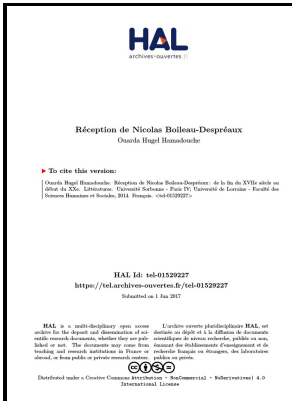 HAL
archives-ouvertes.fr
Réception de Nicolas Boileau-Despréaux
Ouarda Hugel Hamadouche
▶ To cite this version:
Ouarda Hugel Hamadouche. Réception de Nicolas Boileau-Despréaux : de la fin du XVIIe siècle au
début du XXe. Littératures. Université Sorbonne - Paris IV; Université de Lorraine - Faculté des
Sciences Humaines et Sociales, 2014. Français. <tel-01529227>
HAL Id: tel-01529227
https://tel.archives-ouvertes.fr/tel-01529227
Submitted on 1 Jun 2017
HAL is a multi-disciplinary open access
archive for the deposit and dissemination of sci-
entific research documents, whether they are pub-
lished or not. The documents may come from
teaching and research institutions in France or
abroad, or from public or private research centers.
L'archive ouverte pluridisciplinaire HAL, est
destinée au dépôt et à la diffusion de documents
scientifiques de niveau recherche, publiés ou non,
émanant des établissements d'enseignement et de
recherche français ou étrangers, des laboratoires
publics ou privés.
Distributed under a Creative Commons Attribution - NonCommercial - NoDerivatives| 4.0
International License